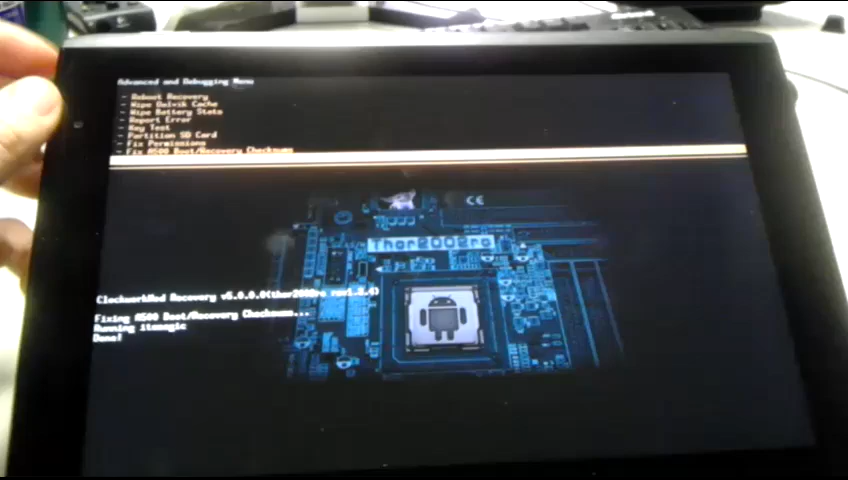 Advanced and Debugging Menu
- Reboot Recovery
- Wipe Dalvik Cache
- Wipe Battery Stats
- Report Error
- Key Test
- Partition SD Card
- Fix Permissions
- Fix A500 Boot/Recovery Checksums
CE
Thor2002ro
ClockworkMod Recovery v5.0.0.0(thor2002ro rev1.3.4)
Fixing A500 Boot/Recovery Checksums...
Running itsmagic
Done!